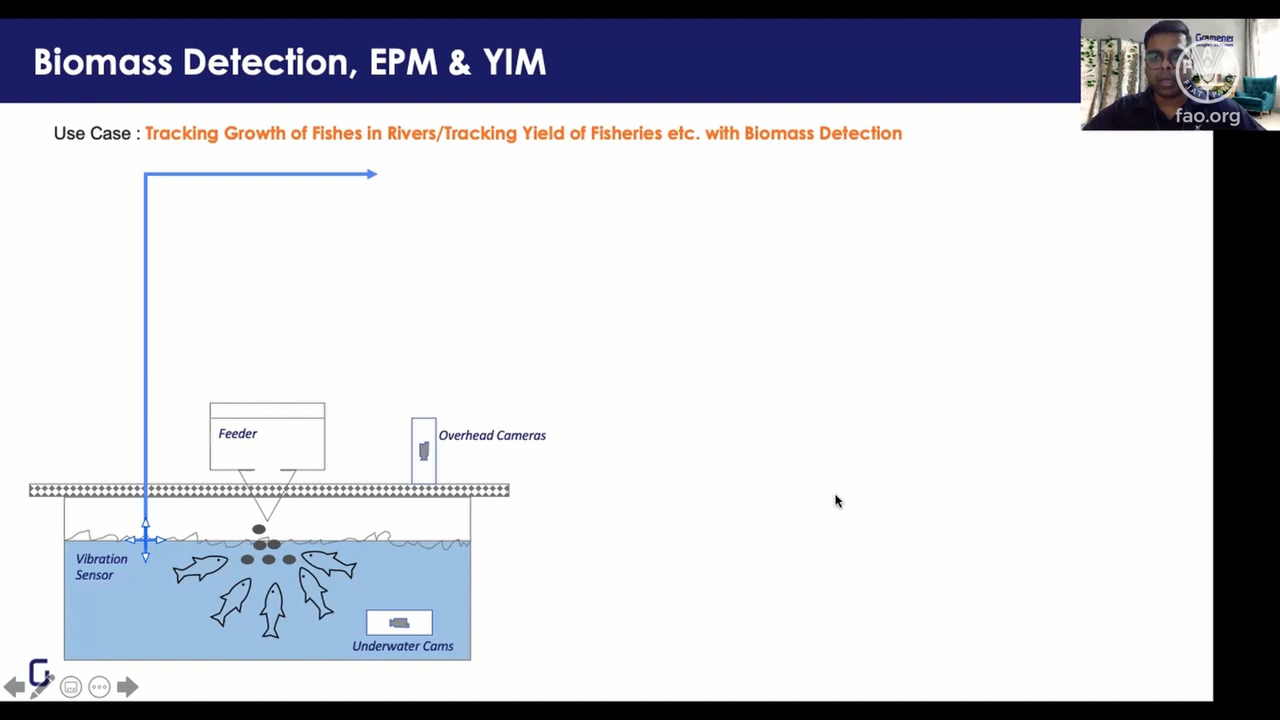 Biomass Detection, EPM & YIM
Gramener
fao.org
Use Case : Tracking Growth of Fishes in Rivers/Tracking Yield of Fisheries etc. with Biomass Detection
Feeder
Overhead Cameras
Vibration
Sensor
Underwater Cams